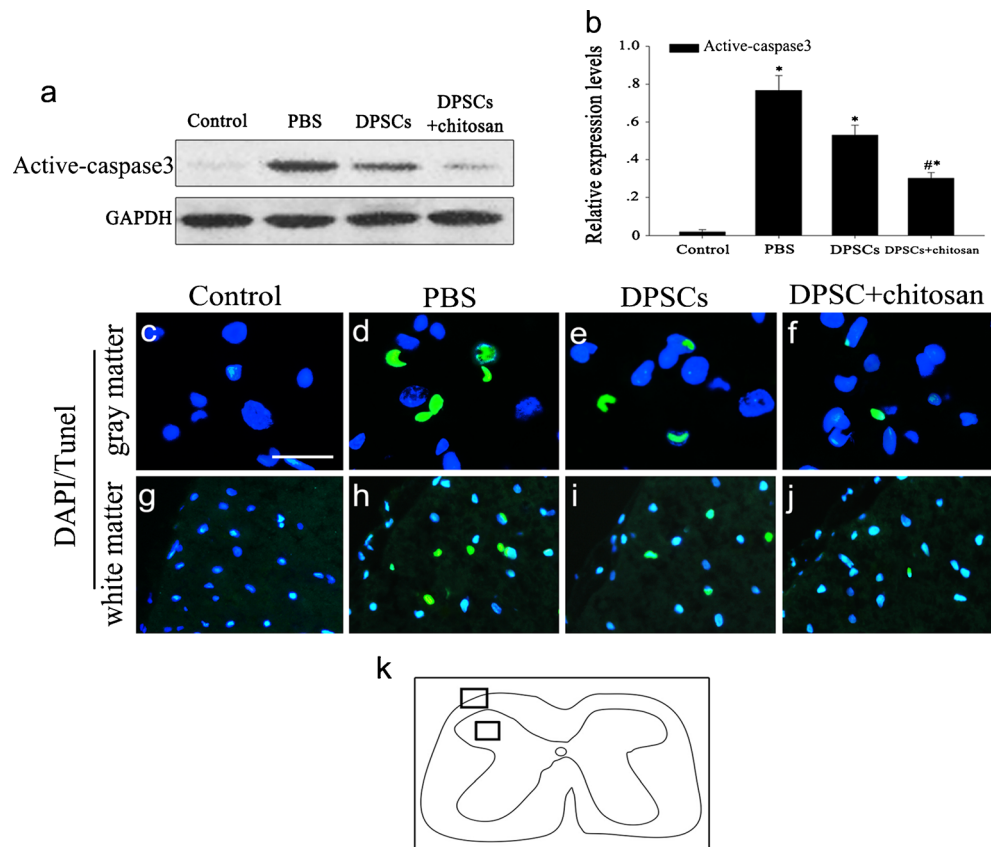 a
Control PBS DPSCs DPSCs
+chitosan
Active-caspase3
GAPDH
b
Active-caspase3
Relative expression levels
1.0
.8
.6
.4
.2
0
*
*
#*
Control PBS DPSCs DPSCs+chitosan
Control PBS DPSCs DPSC+chitosan
DAPI/Tunel
gray matter
c d e f
white matter
g h i j
k